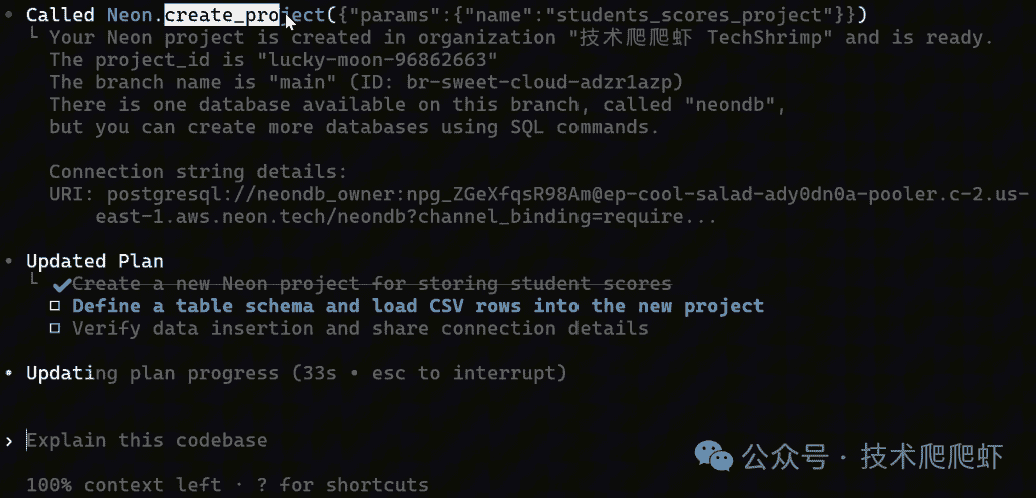 • Called Neon.create_project({"params":{"name":"students_scores_project"}})
└ Your Neon project is created in organization "技术爬爬虾 TechShrimp" and is ready.
The project_id is "lucky-moon-96862663"
The branch name is "main" (ID: br-sweet-cloud-adzr1azp)
There is one database available on this branch, called "neondb",
but you can create more databases using SQL commands.
Connection string details:
URI: postgresql://neondb_owner:npg_ZGeXfqsR98Am@ep-cool-salad-ady0dn0a-pooler.c-2.us-
east-1.aws.neon.tech/neondb?channel_binding=require...
• Updated Plan
└ ✔Create a new Neon project for storing student scores
□ Define a table schema and load CSV rows into the new project
□ Verify data insertion and share connection details
• Updating plan progress (33s • esc to interrupt)
› Explain this codebase
公众号 · 技术爬爬虾
100% context left · ? for shortcuts